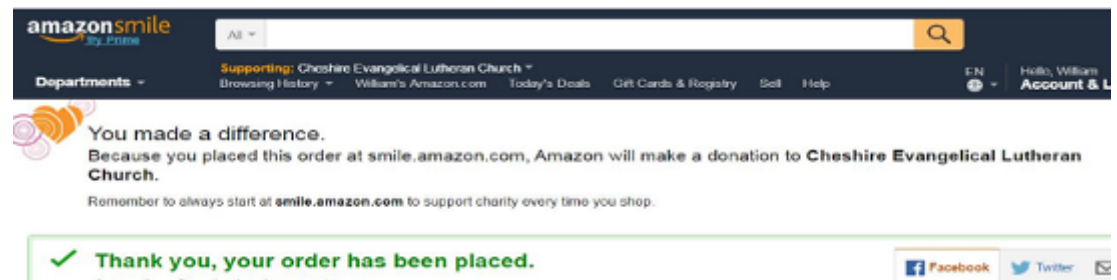 amazonsmile
Try Prime
All
Supporting: Cheshire Evangelical Lutheran Church
Departments
Browsing History William's Amazon.com Today's Deals Gift Cards & Registry Sell Help
EN
Hello, William
Account & L
You made a difference.
Because you placed this order at smile.amazon.com, Amazon will make a donation to Cheshire Evangelical Lutheran
Church.
Remember to always start at smile.amazon.com to support charity every time you shop.
Thank you, your order has been placed.
Facebook Twitter